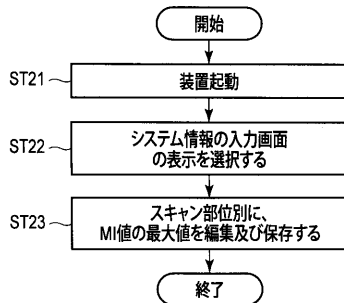 開始
ST21
装置起動
ST22
システム情報の入力画面
の表示を選択する
ST23
スキャン部位別に、
MI値の最大値を編集及び保存する
終了